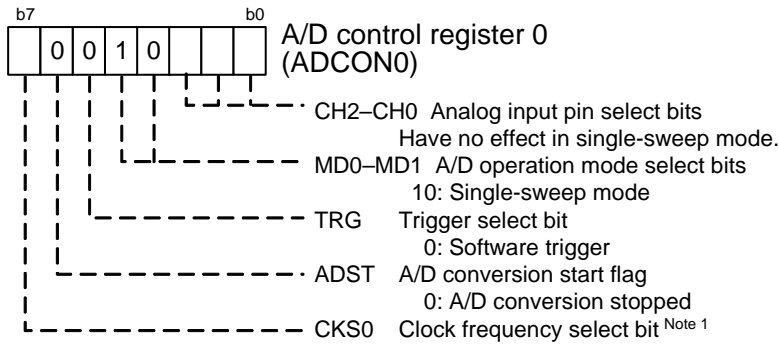 b7 b0
0 0 1 0
A/D control register 0
(ADCON0)
CH2–CH0 Analog input pin select bits
Have no effect in single-sweep mode.
MD0–MD1 A/D operation mode select bits
10: Single-sweep mode
TRG Trigger select bit
0: Software trigger
ADST A/D conversion start flag
0: A/D conversion stopped
CKS0 Clock frequency select bit Note 1